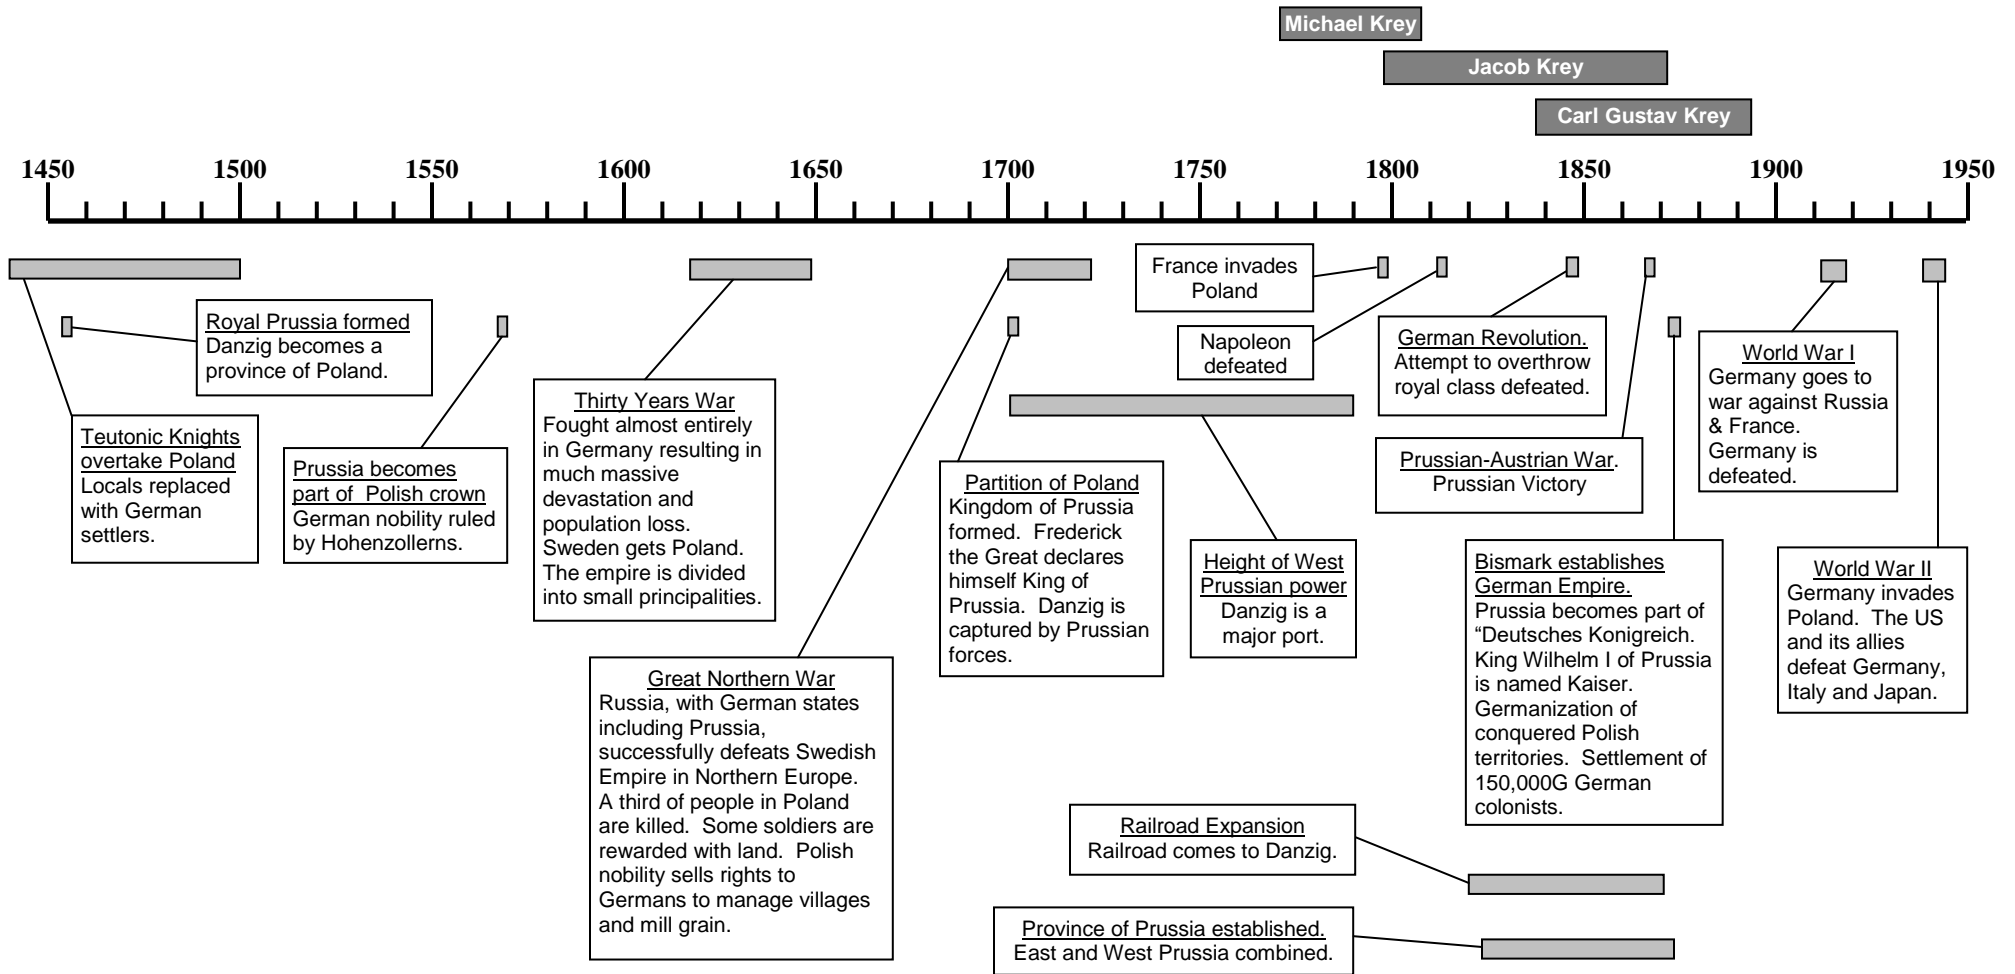 Michael Krey
Jacob Krey
Carl Gustav Krey
1450 1500 1550 1600 1650 1700 1750 1800 1850 1900 1950
Royal Prussia formed
Danzig becomes a
province of Poland.
Teutonic Knights
overtake Poland
Locals replaced
with German
settlers.
Prussia becomes
part of  Polish crown
German nobility ruled
by Hohenzollerns.
Thirty Years War
Fought almost entirely
in Germany resulting in
much massive
devastation and
population loss.
Sweden gets Poland.
The empire is divided
into small principalities.
Great Northern War
Russia, with German states
including Prussia,
successfully defeats Swedish
Empire in Northern Europe.
A third of people in Poland
are killed.  Some soldiers are
rewarded with land.  Polish
nobility sells rights to
Germans to manage villages
and mill grain.
Partition of Poland
Kingdom of Prussia
formed.  Frederick
the Great declares
himself King of
Prussia.  Danzig is
captured by Prussian
forces.
France invades
Poland
Napoleon
defeated
Height of West
Prussian power
Danzig is a
major port.
German Revolution.
Attempt to overthrow
royal class defeated.
Prussian-Austrian War.
Prussian Victory
Bismark establishes
German Empire.
Prussia becomes part of
“Deutsches Konigreich.
King Wilhelm I of Prussia
is named Kaiser.
Germanization of
conquered Polish
territories.  Settlement of
150,000G German
colonists.
World War I
Germany goes to
war against Russia
& France.
Germany is
defeated.
World War II
Germany invades
Poland.  The US
and its allies
defeat Germany,
Italy and Japan.
Railroad Expansion
Railroad comes to Danzig.
Province of Prussia established.
East and West Prussia combined.